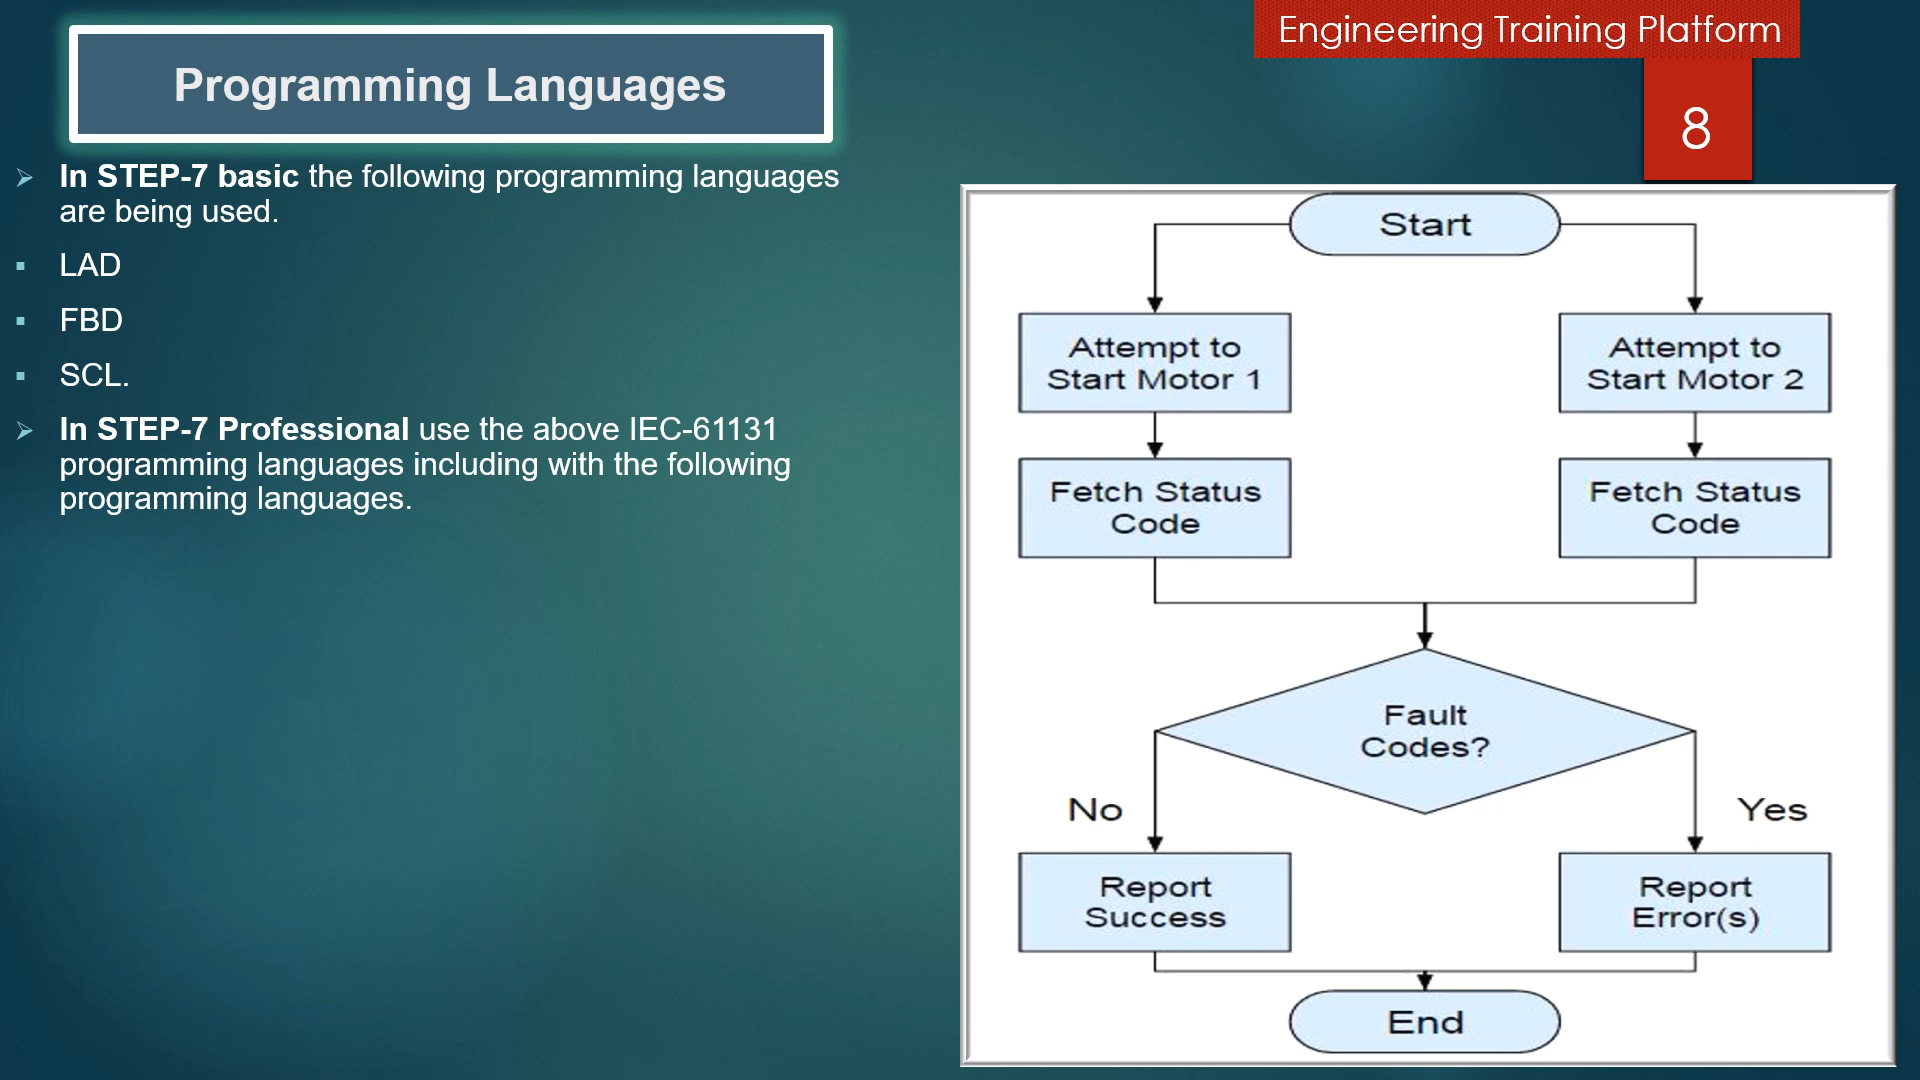 Engineering Training Platform
8
Programming Languages
In STEP-7 basic the following programming languages
are being used.
LAD
FBD
SCL.
In STEP-7 Professional use the above IEC-61131
programming languages including with the following
programming languages.
Start
Attempt to
Start Motor 1
Attempt to
Start Motor 2
Fetch Status
Code
Fetch Status
Code
Fault
Codes?
No
Yes
Report
Success
Report
Error(s)
End